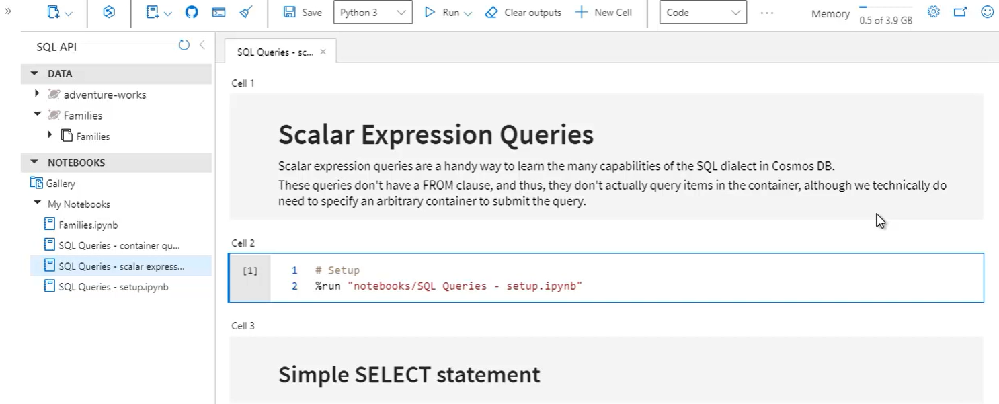 Save
Python 3
Run
Clear outputs
New Cell
Code
...
Memory
0.5 of 3.9 GB
SQL API
DATA
adventure-works
Families
Families
NOTEBOOKS
Gallery
My Notebooks
Families.ipynb
SQL Queries - container qu...
SQL Queries - scalar express...
SQL Queries - setup.ipynb
SQL Queries - sc...
Cell 1
Scalar Expression Queries
Scalar expression queries are a handy way to learn the many capabilities of the SQL dialect in Cosmos DB.
These queries don't have a FROM clause, and thus, they don't actually query items in the container, although we technically do
need to specify an arbitrary container to submit the query.
Cell 2
[1]
1 # Setup
2 %run "notebooks/SQL Queries - setup.ipynb"
Cell 3
Simple SELECT statement